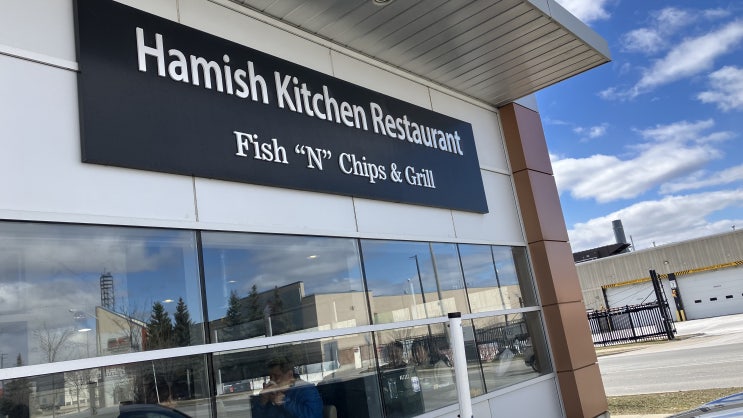 Hamish Kitchen Restaurant
Fish “N” Chips & Grill